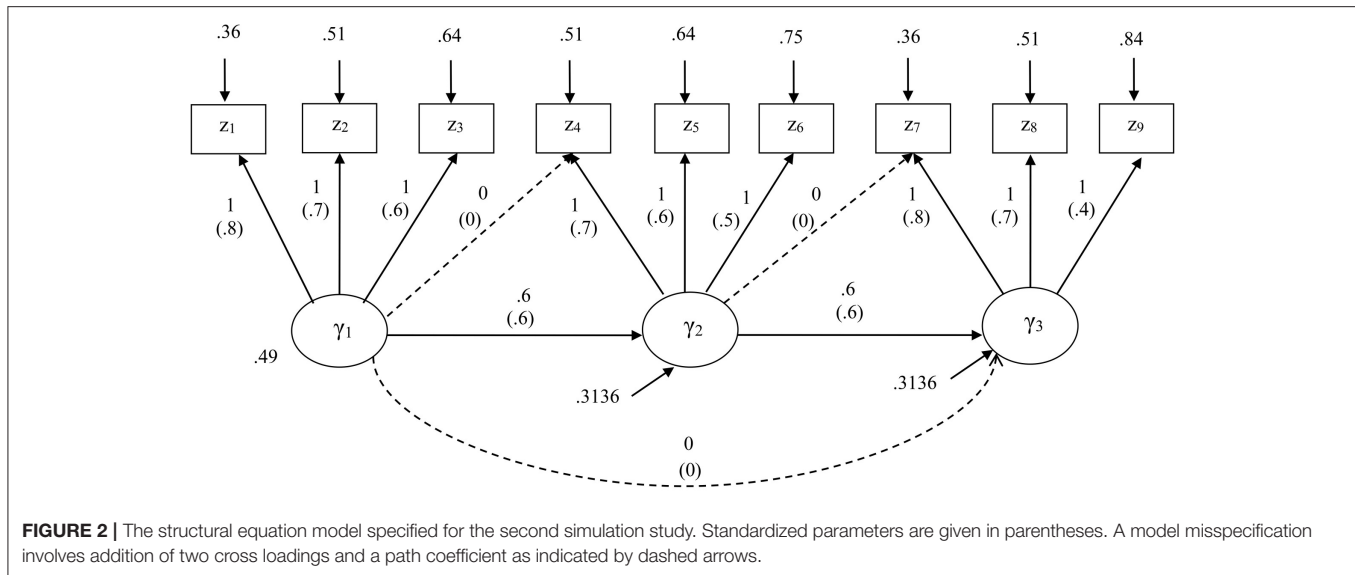 .36 .51 .64 .51 .64 .75 .36 .51 .84
z1 z2 z3 z4 z5 z6 z7 z8 z9
1 1 1 0 1 1 1 0 1 1 1
(.8) (.7) (.6) (0) (.7) (.6) (.5) (0) (.8) (.7) (.4)
.6 .6
(.6) (.6)
γ1 γ2 γ3
.49 .3136 .3136
0
(0)
FIGURE 2 | The structural equation model specified for the second simulation study. Standardized parameters are given in parentheses. A model misspecification
involves addition of two cross loadings and a path coefficient as indicated by dashed arrows.